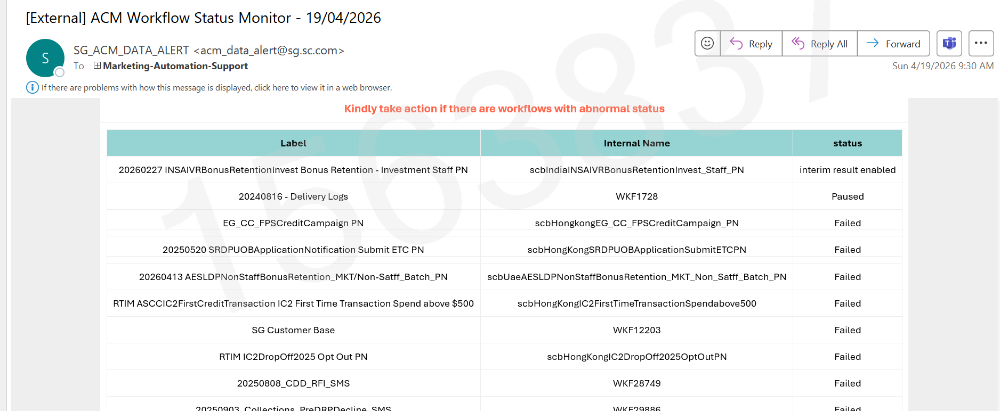 [External] ACM Workflow Status Monitor - 19/04/2026
S
SG_ACM_DATA_ALERT <acm_data_alert@sg.sc.com>
To Marketing-Automation-Support
Reply
Reply All
Forward
Sun 4/19/2026 9:30 AM
If there are problems with how this message is displayed, click here to view it in a web browser.
Kindly take action if there are workflows with abnormal status
Label Internal Name status
20260227 INSAIVRBonusRetentionInvest Bonus Retention - Investment Staff PN scbIndiaINSAIVRBonusRetentionInvest_Staff_PN interim result enabled
20240816 - Delivery Logs WKF1728 Paused
EG_CC_FPSCreditCampaign PN scbHongkongEG_CC_FPSCreditCampaign_PN Failed
20250520 SRDPUOBApplicationNotification Submit ETC PN scbHongKongSRDPUOBApplicationSubmitETCPN Failed
20260413 AESLDPNonStaffBonusRetention_MKT/Non-Satff_Batch_PN scbUaeAESLDPNonStaffBonusRetention_MKT_Non_Satff_Batch_PN Failed
RTIM ASCCIC2FirstCreditTransaction IC2 First Time Transaction Spend above $500 scbHongKongIC2FirstTimeTransactionSpendabove500 Failed
SG Customer Base WKF12203 Failed
RTIM IC2DropOff2025 Opt Out PN scbHongKongIC2DropOff2025OptOutPN Failed
20250808_CDD_RFI_SMS WKF28749 Failed
20250903_Collections_PreDRPDecline_SMS WKF29886 Failed
1563837